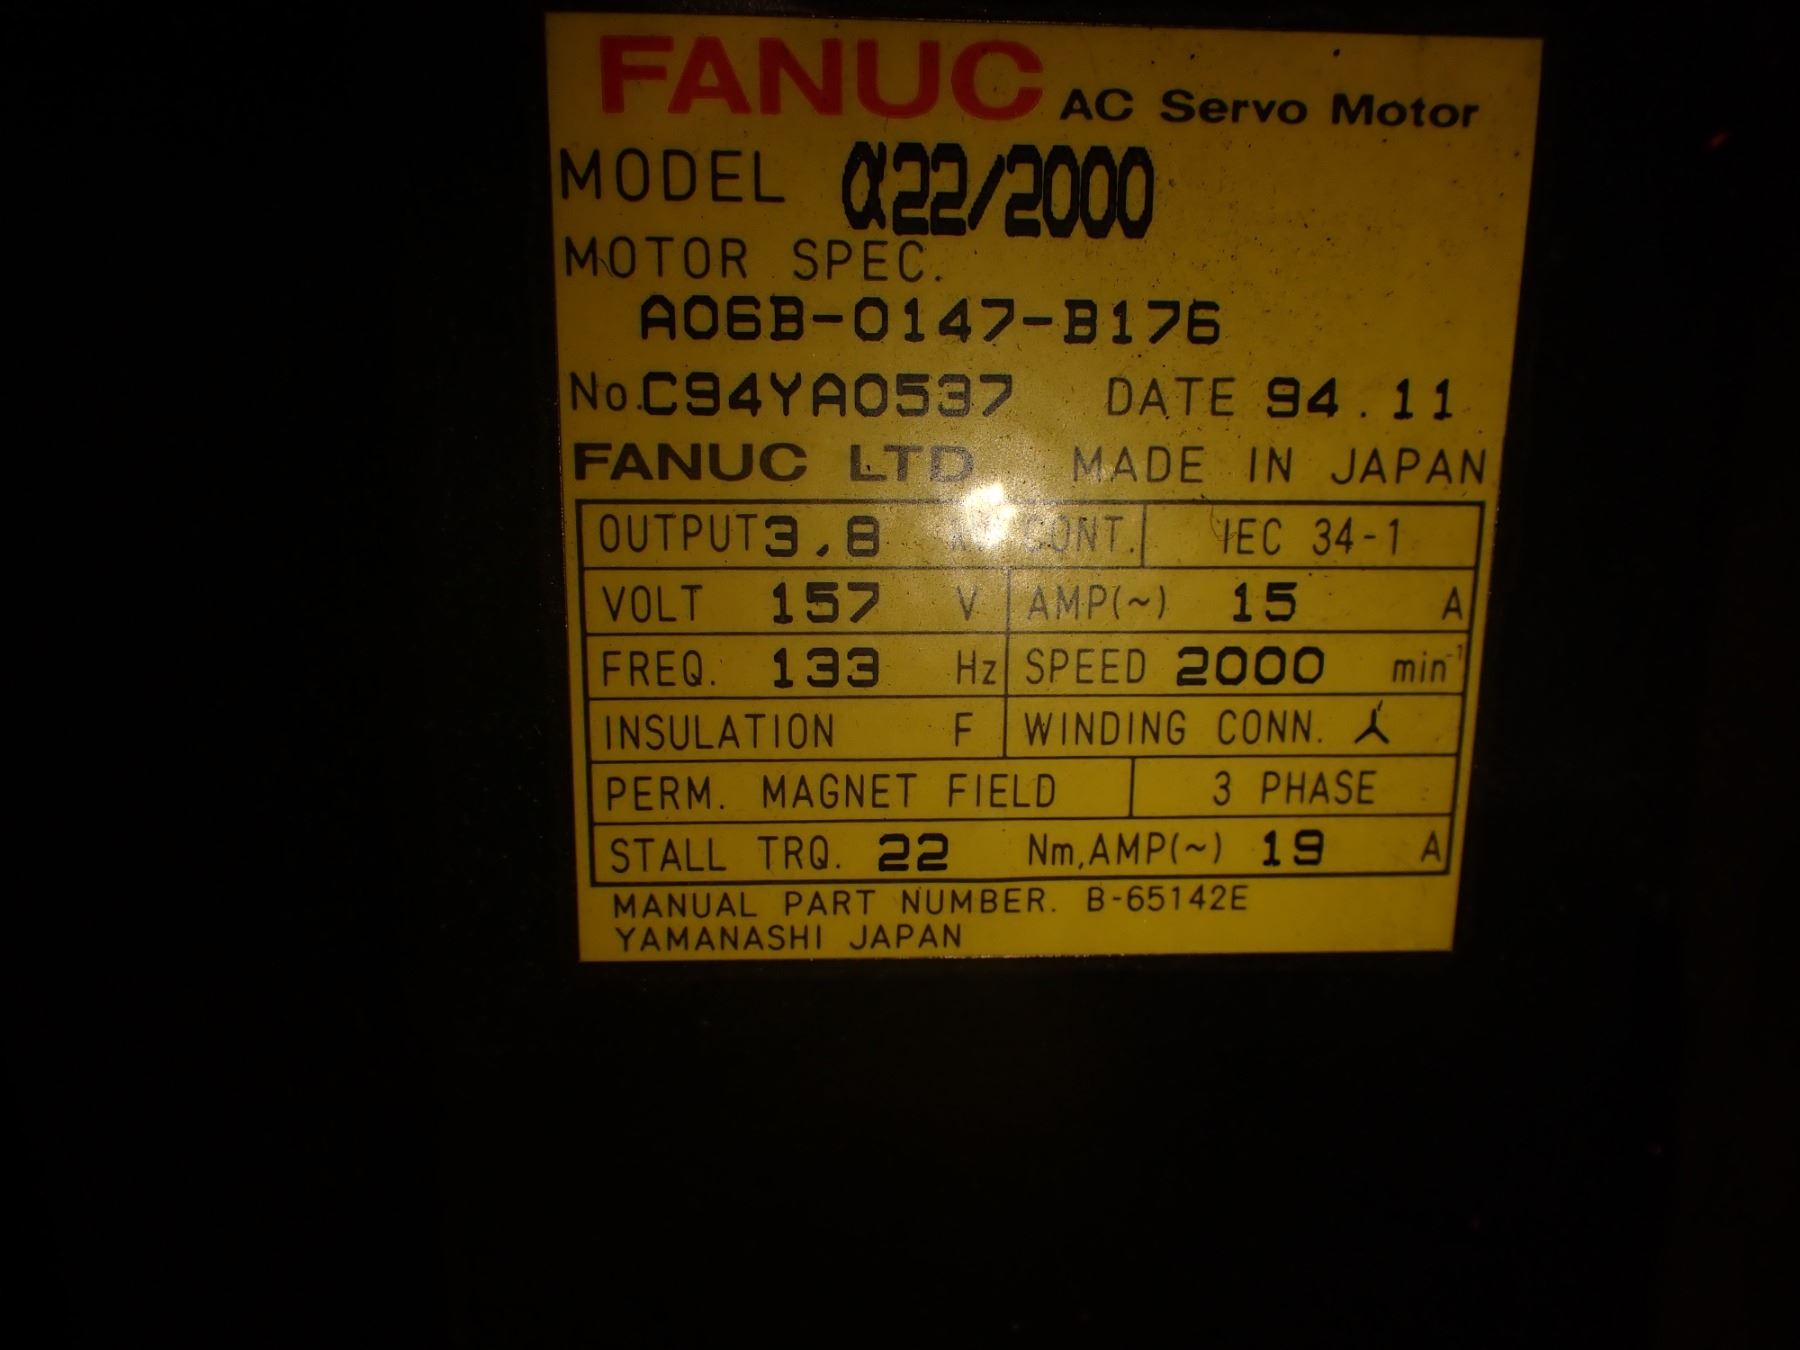 FANUC AC Servo Motor
MODEL α22/2000
MOTOR SPEC.
A06B-0147-B176
No.C94YA0537 DATE 94.11
FANUC LTD MADE IN JAPAN
OUTPUT 3.8 kW CONT. IEC 34-1
VOLT 157 V AMP(~) 15 A
FREQ. 133 Hz SPEED 2000 min⁻¹
INSULATION F WINDING CONN. 人
PERM. MAGNET FIELD 3 PHASE
STALL TRQ. 22 Nm,AMP(~) 19 A
MANUAL PART NUMBER. B-65142E
YAMANASHI JAPAN